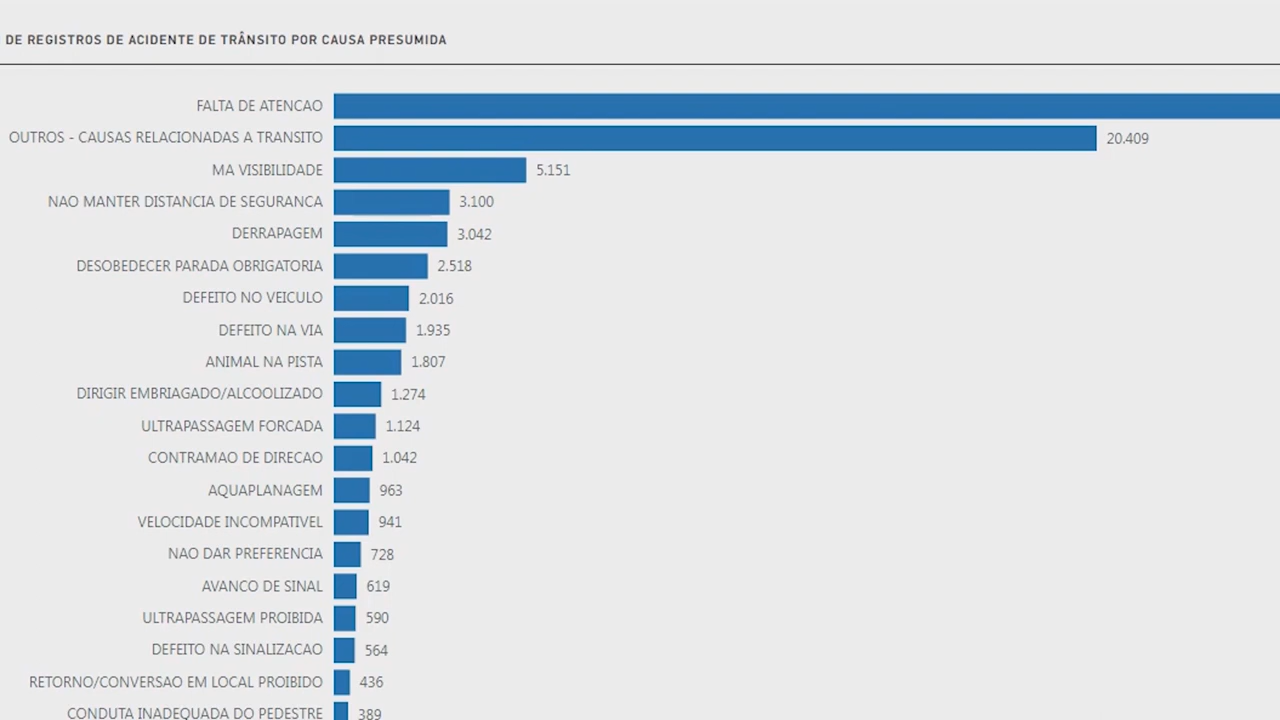 DE REGISTROS DE ACIDENTE DE TRÂNSITO POR CAUSA PRESUMIDA
FALTA DE ATENCAO
OUTROS - CAUSAS RELACIONADAS A TRANSITO 20.409
MA VISIBILIDADE 5.151
NAO MANTER DISTANCIA DE SEGURANCA 3.100
DERRAPAGEM 3.042
DESOBEDECER PARADA OBRIGATORIA 2.518
DEFEITO NO VEICULO 2.016
DEFEITO NA VIA 1.935
ANIMAL NA PISTA 1.807
DIRIGIR EMBRIAGADO/ALCOOLIZADO 1.274
ULTRAPASSAGEM FORCADA 1.124
CONTRAMAO DE DIRECAO 1.042
AQUAPLANAGEM 963
VELOCIDADE INCOMPATIVEL 941
NAO DAR PREFERENCIA 728
AVANCO DE SINAL 619
ULTRAPASSAGEM PROIBIDA 590
DEFEITO NA SINALIZACAO 564
RETORNO/CONVERSAO EM LOCAL PROIBIDO 436
CONDUTA INADEQUADA DO PEDESTRE 389